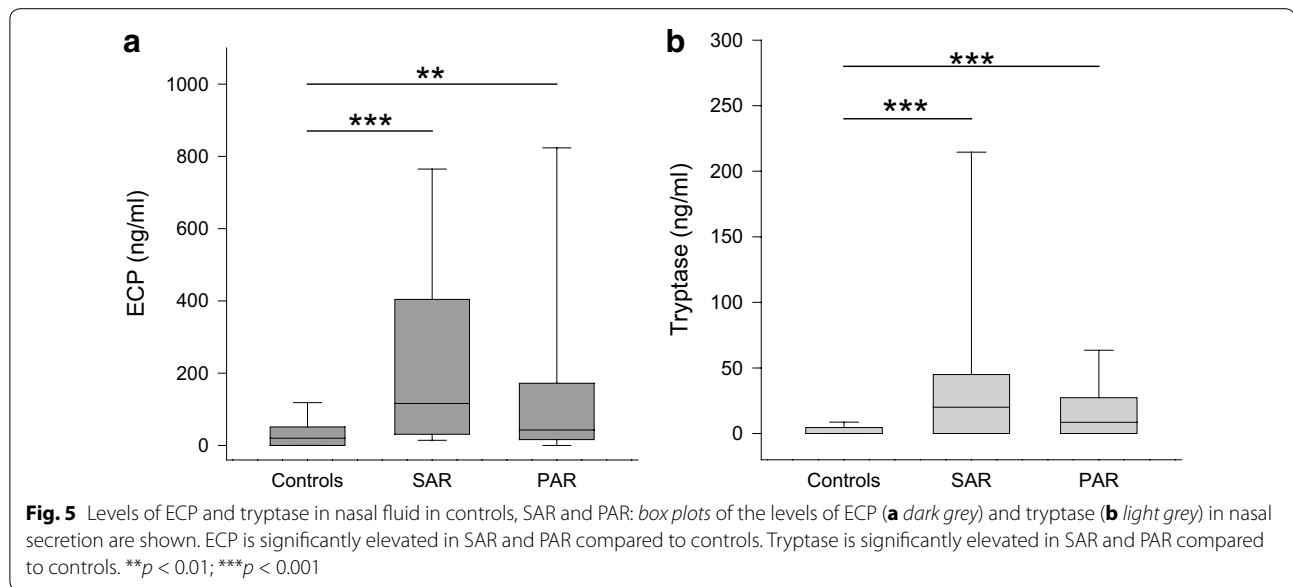 a
1000
800
600
400
200
0
ECP (ng/ml)
**
***
Controls SAR PAR
b
300
250
200
150
100
50
0
Tryptase (ng/ml)
***
***
Controls SAR PAR
Fig. 5 Levels of ECP and tryptase in nasal fluid in controls, SAR and PAR: box plots of the levels of ECP (a dark grey) and tryptase (b light grey) in nasal
secretion are shown. ECP is significantly elevated in SAR and PAR compared to controls. Tryptase is significantly elevated in SAR and PAR compared
to controls. **p < 0.01; ***p < 0.001